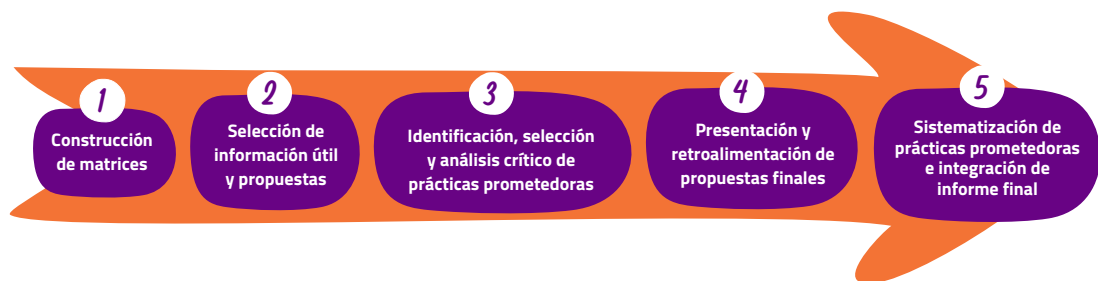 1
Construcción
de matrices
2
Selección de
información útil
y propuestas
3
Identificación, selección
y análisis crítico de
prácticas prometedoras
4
Presentación y
retroalimentación de
propuestas finales
5
Sistematización de
prácticas prometedoras
e integración de
informe final